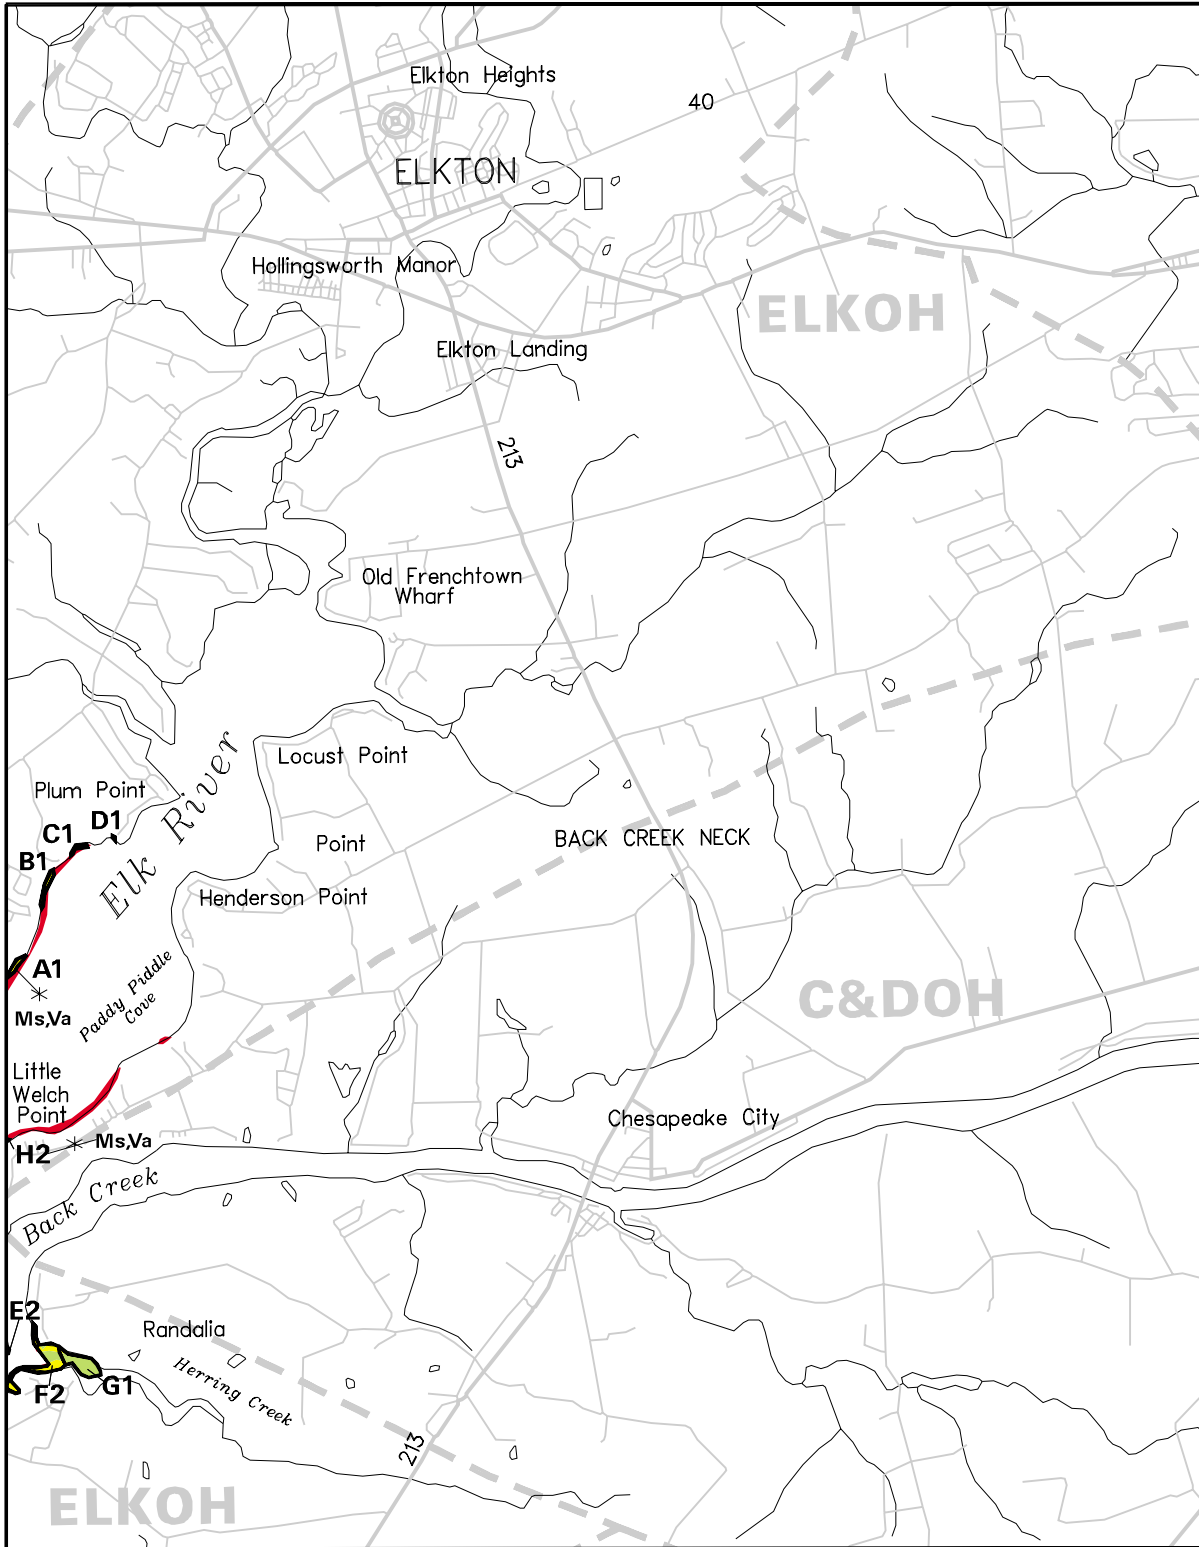 Elkton Heights
40
ELKTON
Hollingsworth Manor
ELKOH
Elkton Landing
213
Old Frenchtown
Wharf
Elk River
Locust Point
Plum Point
D1
C1
Point
BACK CREEK NECK
B1
Henderson Point
A1
Paddy Piddle
Cove
C&DOH
Ms,Va
Little
Welch
Point
Chesapeake City
Ms,Va
H2
Back Creek
E2
Randalia
Herring Creek
G1
F2
213
ELKOH